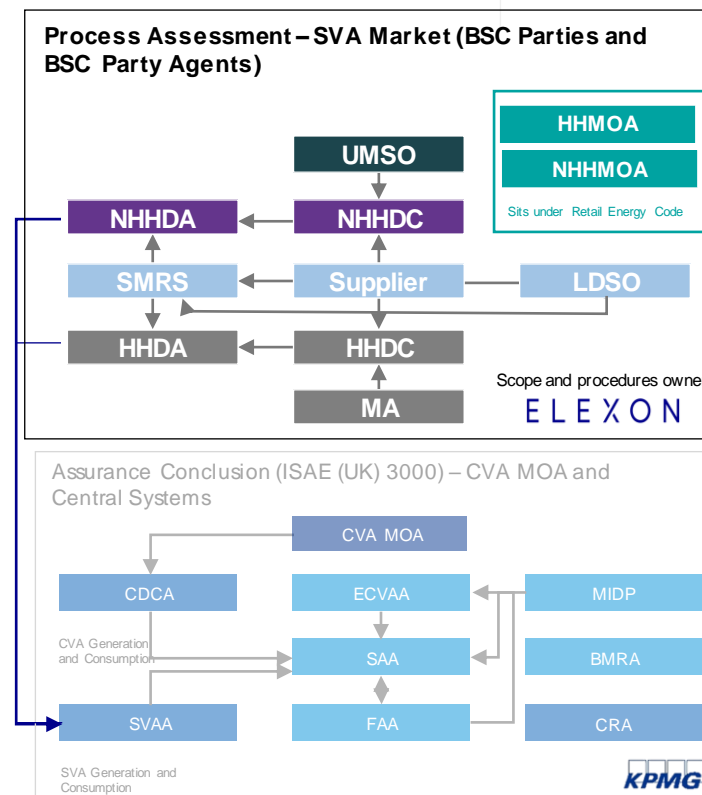 Process Assessment – SVA Market (BSC Parties and
BSC Party Agents)
HHMOA
UMSO
NHHMOA
NHHDA
NHHDC
Sits under Retail Energy Code
SMRS
Supplier
LDSO
HHDA
HHDC
Scope and procedures owne
MA
ELEXON
Assurance Conclusion (ISAE (UK) 3000) – CVA MOA and
Central Systems
CVA MOA
CDCA
ECVAA
MIDP
CVA Generation
and Consumption
SAA
BMRA
SVAA
FAA
CRA
SVA Generation and
Consumption
KPMG